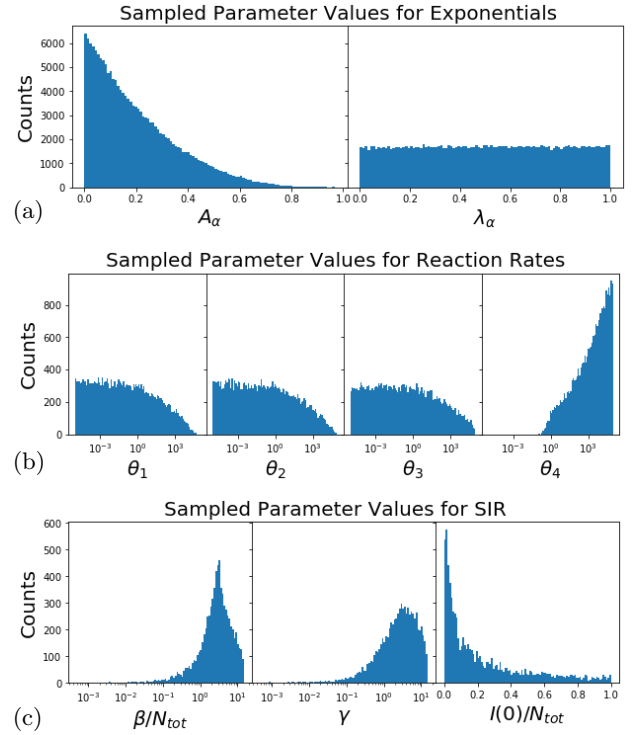 Sampled Parameter Values for Exponentials
Counts
6000
5000
4000
3000
2000
1000
0
0.0 0.2 0.4 0.6 0.8 1.0 0.0 0.2 0.4 0.6 0.8 1.0
(a) A_α λ_α
Sampled Parameter Values for Reaction Rates
Counts
800
600
400
200
0
10⁻³ 10⁰ 10³ 10⁻³ 10⁰ 10³ 10⁻³ 10⁰ 10³ 10⁻³ 10⁰ 10³
(b) θ₁ θ₂ θ₃ θ₄
Sampled Parameter Values for SIR
Counts
600
500
400
300
200
100
0
10⁻³ 10⁻² 10⁻¹ 10⁰ 10¹ 10⁻³ 10⁻² 10⁻¹ 10⁰ 10¹ 0.0 0.2 0.4 0.6 0.8 1.0
(c) β/N_tot γ I(0)/N_tot